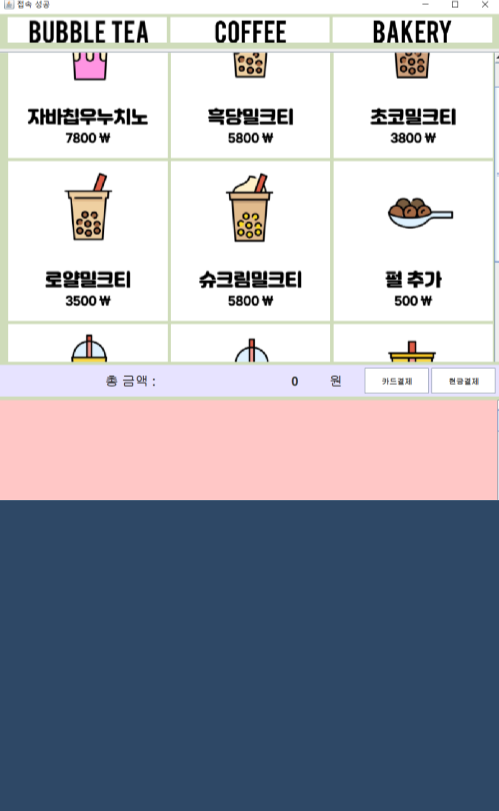 접속 성공
BUBBLE TEA
COFFEE
BAKERY
자바칩우누치노
흑당밀크티
초코밀크티
7800 ₩
5800 ₩
3800 ₩
로얄밀크티
슈크림밀크티
펄 추가
3500 ₩
5800 ₩
500 ₩
총 금액 :
0
원
카드결제
현금결제